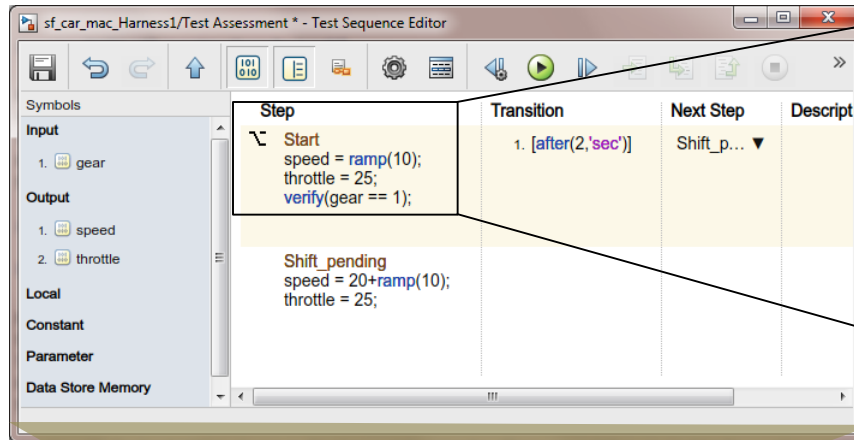 sf_car_mac_Harness1/Test Assessment * - Test Sequence Editor
Symbols
Input
1. gear
Output
1. speed
2. throttle
Local
Constant
Parameter
Data Store Memory
Step Transition Next Step Descript
Start 1. [after(2,'sec')] Shift_p... ▼
speed = ramp(10);
throttle = 25;
verify(gear == 1);
Shift_pending
speed = 20+ramp(10);
throttle = 25;